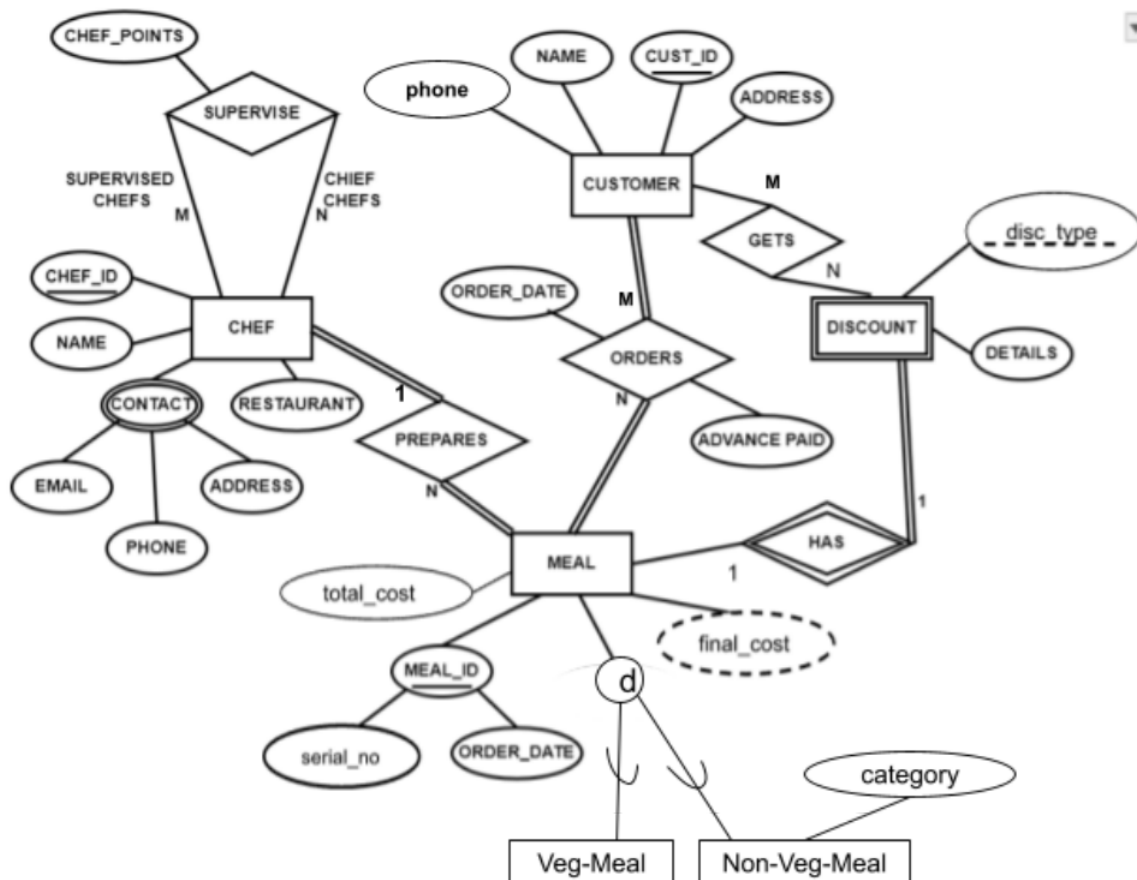 CHEF_POINTS
SUPERVISE
SUPERVISED
CHEFS
M
CHIEF
CHEFS
N
CHEF_ID
NAME
CHEF
CONTACT
RESTAURANT
EMAIL
PHONE
ADDRESS
phone
NAME
CUST_ID
ADDRESS
CUSTOMER
M
GETS
N
disc_type
DISCOUNT
DETAILS
ORDER_DATE
M
ORDERS
N
ADVANCE PAID
1
PREPARES
N
MEAL
1
HAS
1
total_cost
final_cost
MEAL_ID
serial_no
ORDER_DATE
d
category
Veg-Meal
Non-Veg-Meal